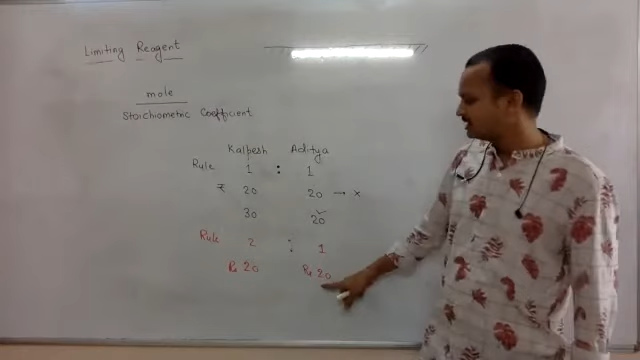 Limiting Reagent
mole
Stoichiometric Coefficient
Kalpesh Aditya
Rule 1 : 1
₹ 20 20 → x
30 20 ✓
Rule 2 : 1
Rs 20 Rs 20